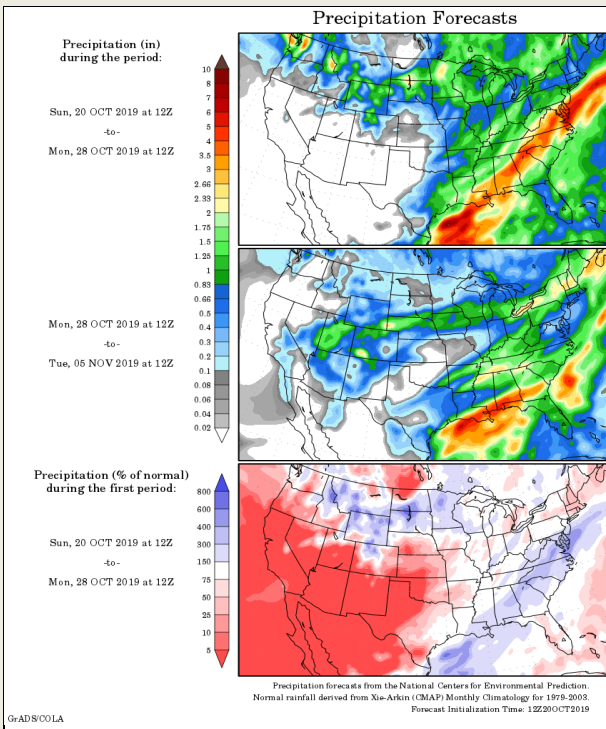 Precipitation Forecasts
Precipitation (in)
during the period:
Sun, 20 OCT 2019 at 12Z
-to-
Mon, 28 OCT 2019 at 12Z
10
8
7
6
5
4
3.5
3
2.66
2.33
2
1.75
1.5
1.25
1
0.83
0.66
0.5
0.4
0.3
0.2
0.1
0.08
0.06
0.04
0.02
Mon, 28 OCT 2019 at 12Z
-to-
Tue, 05 NOV 2019 at 12Z
Precipitation (% of normal)
during the first period:
Sun, 20 OCT 2019 at 12Z
-to-
Mon, 28 OCT 2019 at 12Z
800
600
400
300
150
75
50
25
10
5
Precipitation forecasts from the National Centers for Environmental Prediction.
Normal rainfall derived from Xie-Arkin (CMAP) Monthly Climatology for 1979-2003.
Forecast Initialization Time: 12Z20OCT2019
GrADS/COLA